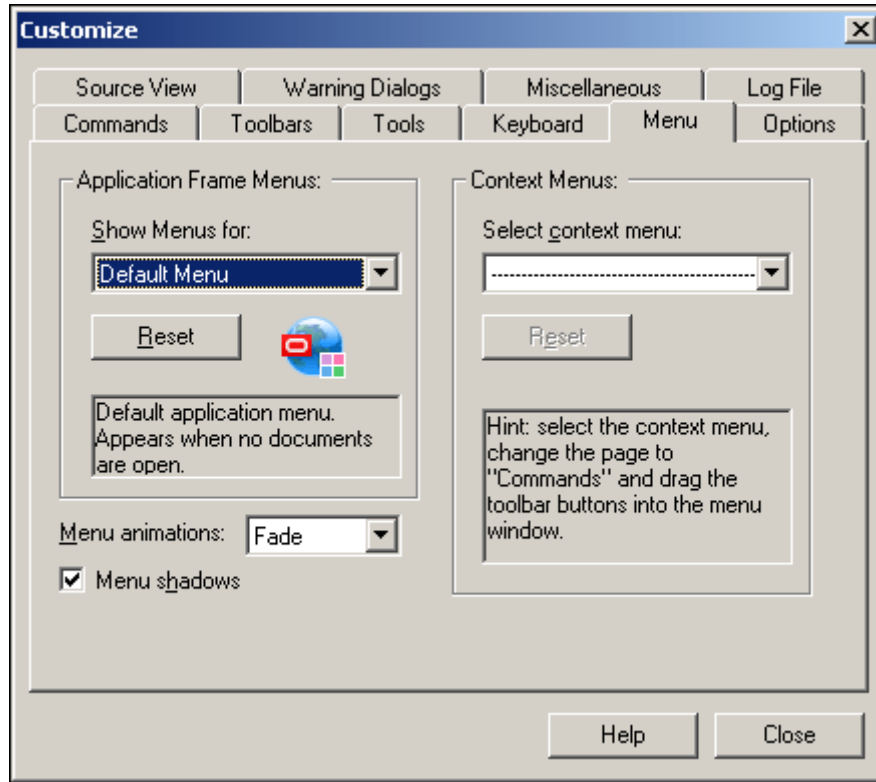 Customize
Source View Warning Dialogs Miscellaneous Log File
Commands Toolbars Tools Keyboard Menu Options
Application Frame Menus:
Show Menus for:
Default Menu
Reset
Default application menu.
Appears when no documents
are open.
Menu animations: Fade
Menu shadows
Context Menus:
Select context menu:
--------------------------------------------
Reset
Hint: select the context menu,
change the page to
"Commands" and drag the
toolbar buttons into the menu
window.
Help Close